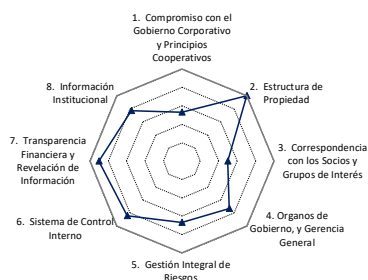 1. Compromiso con el
Gobierno Corporativo
y Principios
Cooperativos
2. Estructura de
Propiedad
3. Correspondencia
con los Socios y
Grupos de Interés
4. Organos de
Gobierno, y Gerencia
General
5. Gestión Integral de
Riesgos
6. Sistema de Control
Interno
7. Transparencia
Financiera y
Revelación de
Información
8. Información
Institucional